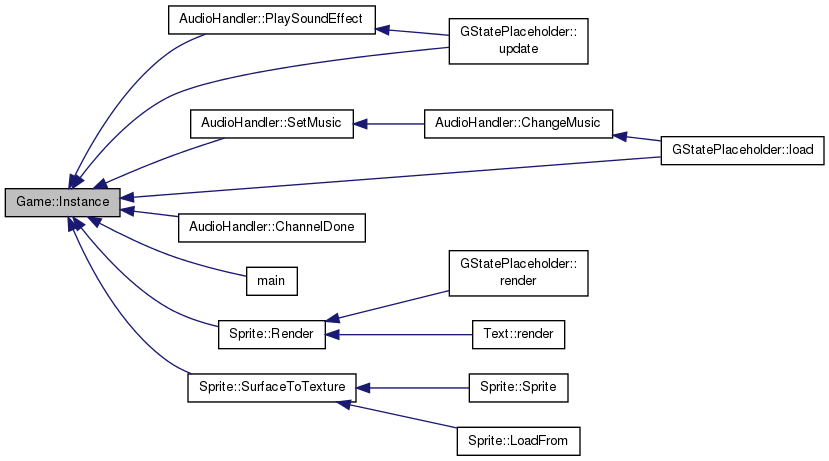 AudioHandler::PlaySoundEffect
GStatePlaceholder::
update
AudioHandler::SetMusic
AudioHandler::ChangeMusic
GStatePlaceholder::load
Game::Instance
AudioHandler::ChannelDone
GStatePlaceholder::
render
main
Sprite::Render
Text::render
Sprite::SurfaceToTexture
Sprite::Sprite
Sprite::LoadFrom